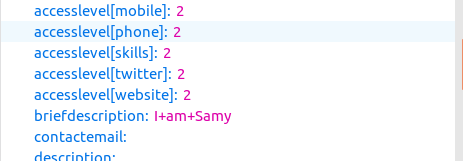 accesslevel[mobile]: 2
accesslevel[phone]: 2
accesslevel[skills]: 2
accesslevel[twitter]: 2
accesslevel[website]: 2
briefdescription: I+am+Samy
contactemail:
description: